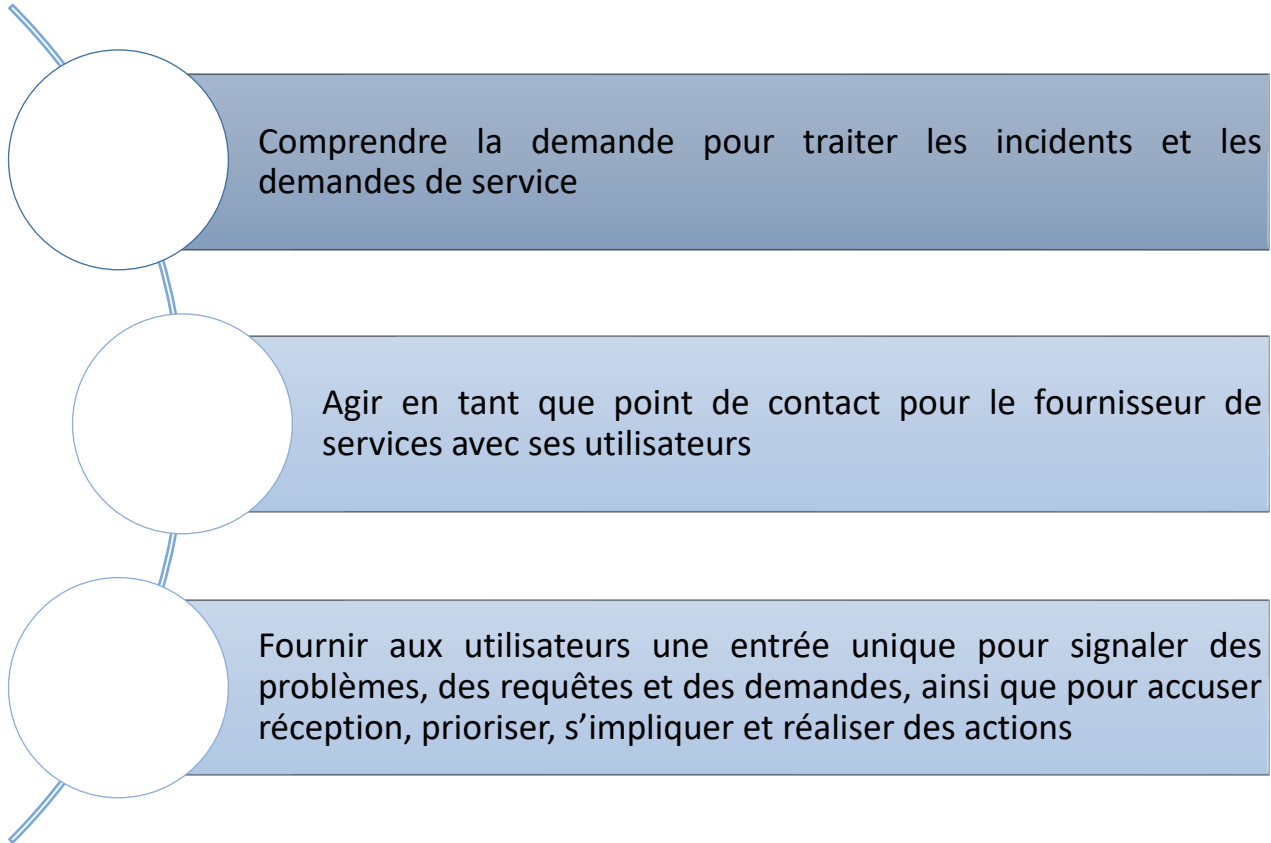 Comprendre la demande pour traiter les incidents et les
demandes de service
Agir en tant que point de contact pour le fournisseur de
services avec ses utilisateurs
Fournir aux utilisateurs une entrée unique pour signaler des
problèmes, des requêtes et des demandes, ainsi que pour accuser
réception, prioriser, s’impliquer et réaliser des actions